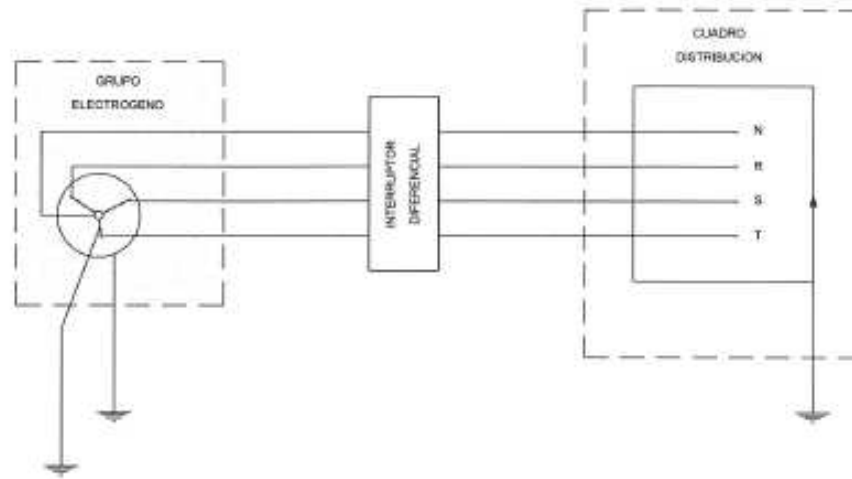 GRUPO
ELECTROGENO
INTERRUPTOR
DIFERENCIAL
CUADRO
DISTRIBUCION
N
R
S
T